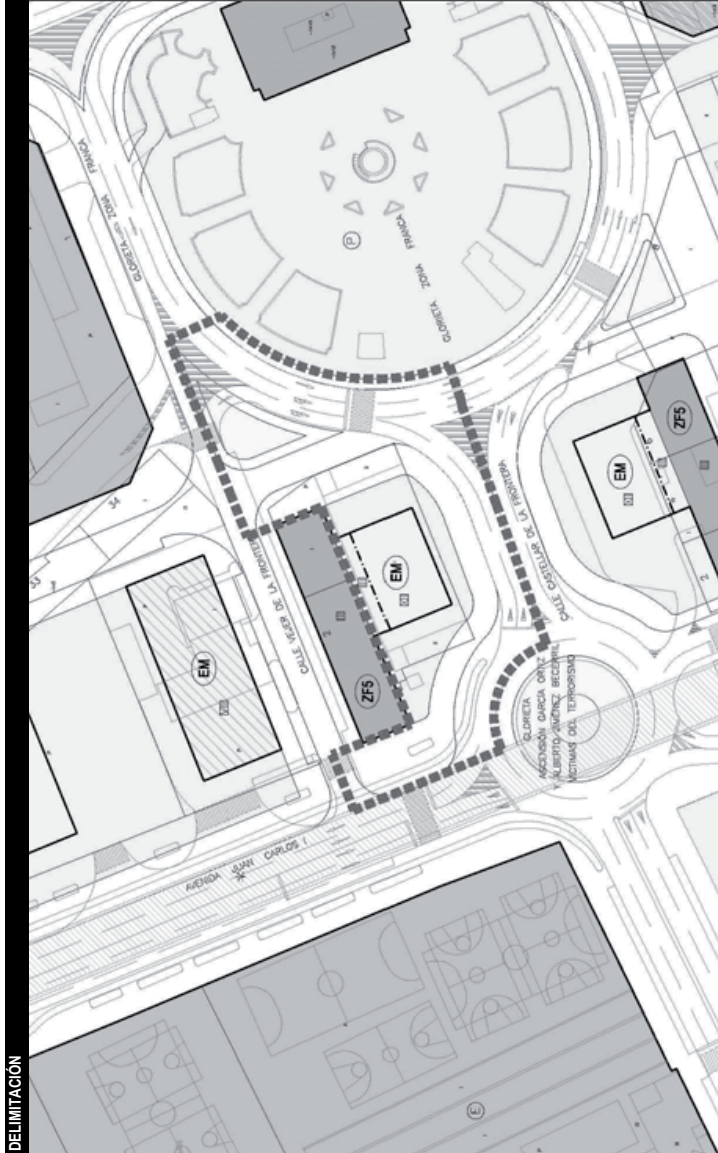 DELIMITACIÓN
GLORIETA ZONA FRANCA
GLORIETA ZONA FRANCA
P
34
33
EM
CALLE VEJER DE LA FRONTERA
2
ZF5
EM
CALLE CASTELLAR DE LA FRONTERA
EM
6
ZF5
2
GLORIETA
ASCENSIÓN GARCÍA ORTIZ
Y ALBERTO JIMÉNEZ BECERRIL
VICTIMAS DEL TERRORISMO
AVENIDA JUAN CARLOS I
E